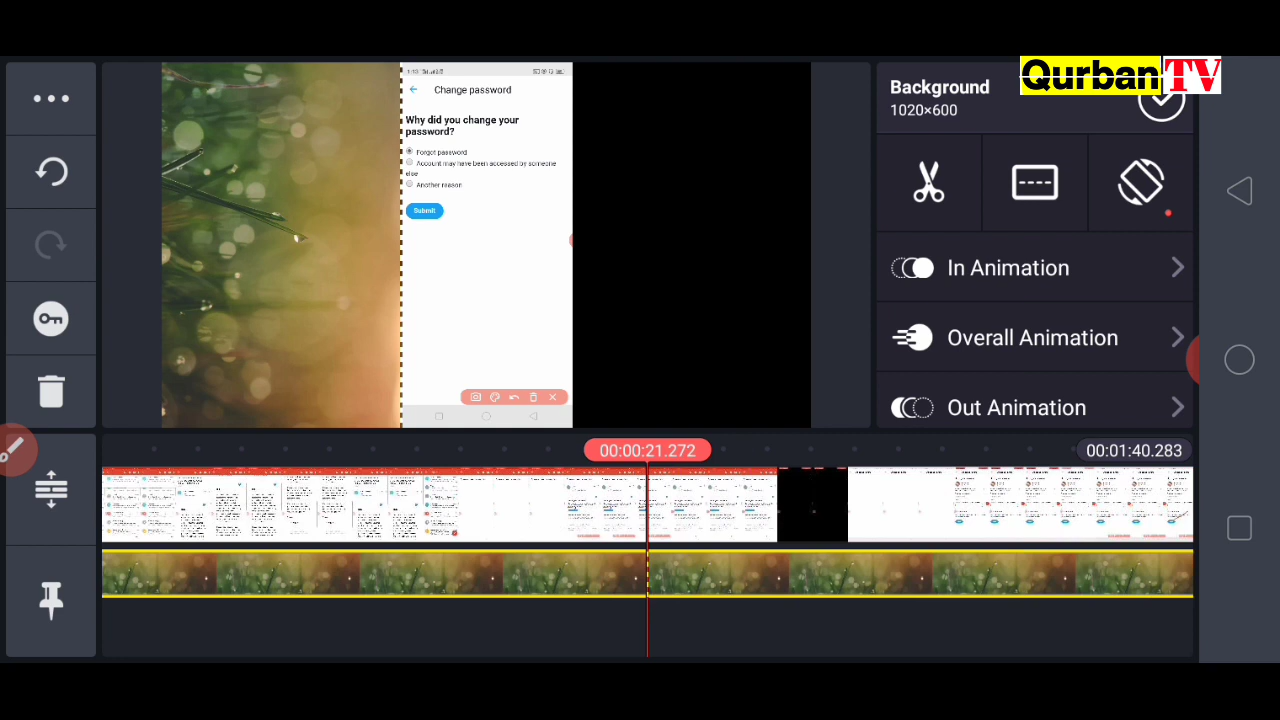 Qurban TV
Background
1020×600
Change password
Why did you change your
password?
Forgot password
Account may have been accessed by someone
else
Another reason
Submit
In Animation
Overall Animation
Out Animation
00:00:21.272
00:01:40.283